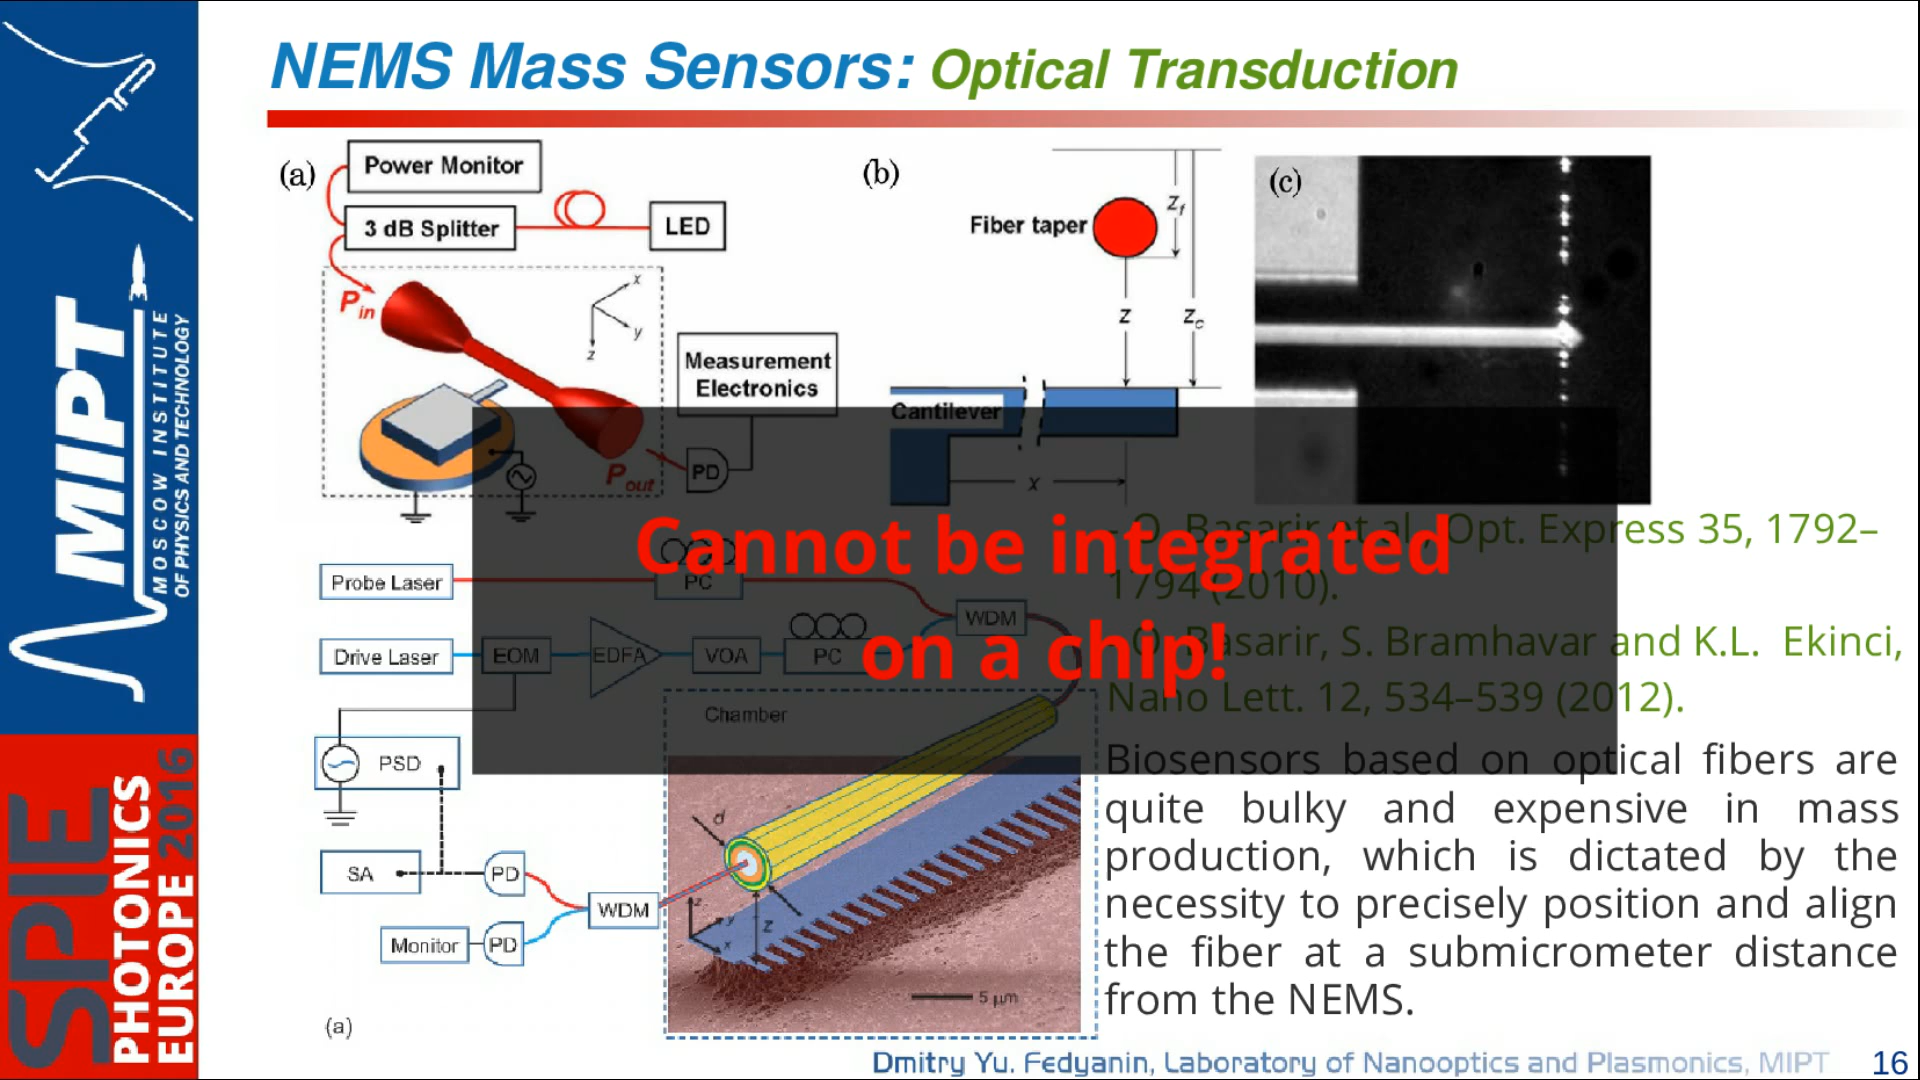 NEMS Mass Sensors: Optical Transduction
(a)
Power Monitor
3 dB Splitter
LED
Pin
x
y
z
Measurement
Electronics
Pout
PD
(b)
Fiber taper
zf
z
zc
Cantilever
x
(c)
Cannot be integrated
on a chip!
- O. Basarir et al., Opt. Express 35, 1792–
1794 (2010).
O. Basarir, S. Bramhavar and K.L. Ekinci,
Nano Lett. 12, 534–539 (2012).
Probe Laser
PC
WDM
Drive Laser
EOM
EDFA
VOA
PC
Chamber
PSD
SA
PD
WDM
Monitor
PD
d
z
y
x
z
5 μm
(a)
Biosensors based on optical fibers are
quite bulky and expensive in mass
production, which is dictated by the
necessity to precisely position and align
the fiber at a submicrometer distance
from the NEMS.
MIPT
MOSCOW INSTITUTE
OF PHYSICS AND TECHNOLOGY
SPIE
PHOTONICS
EUROPE 2016
Dmitry Yu. Fedyanin, Laboratory of Nanooptics and Plasmonics, MIPT
16